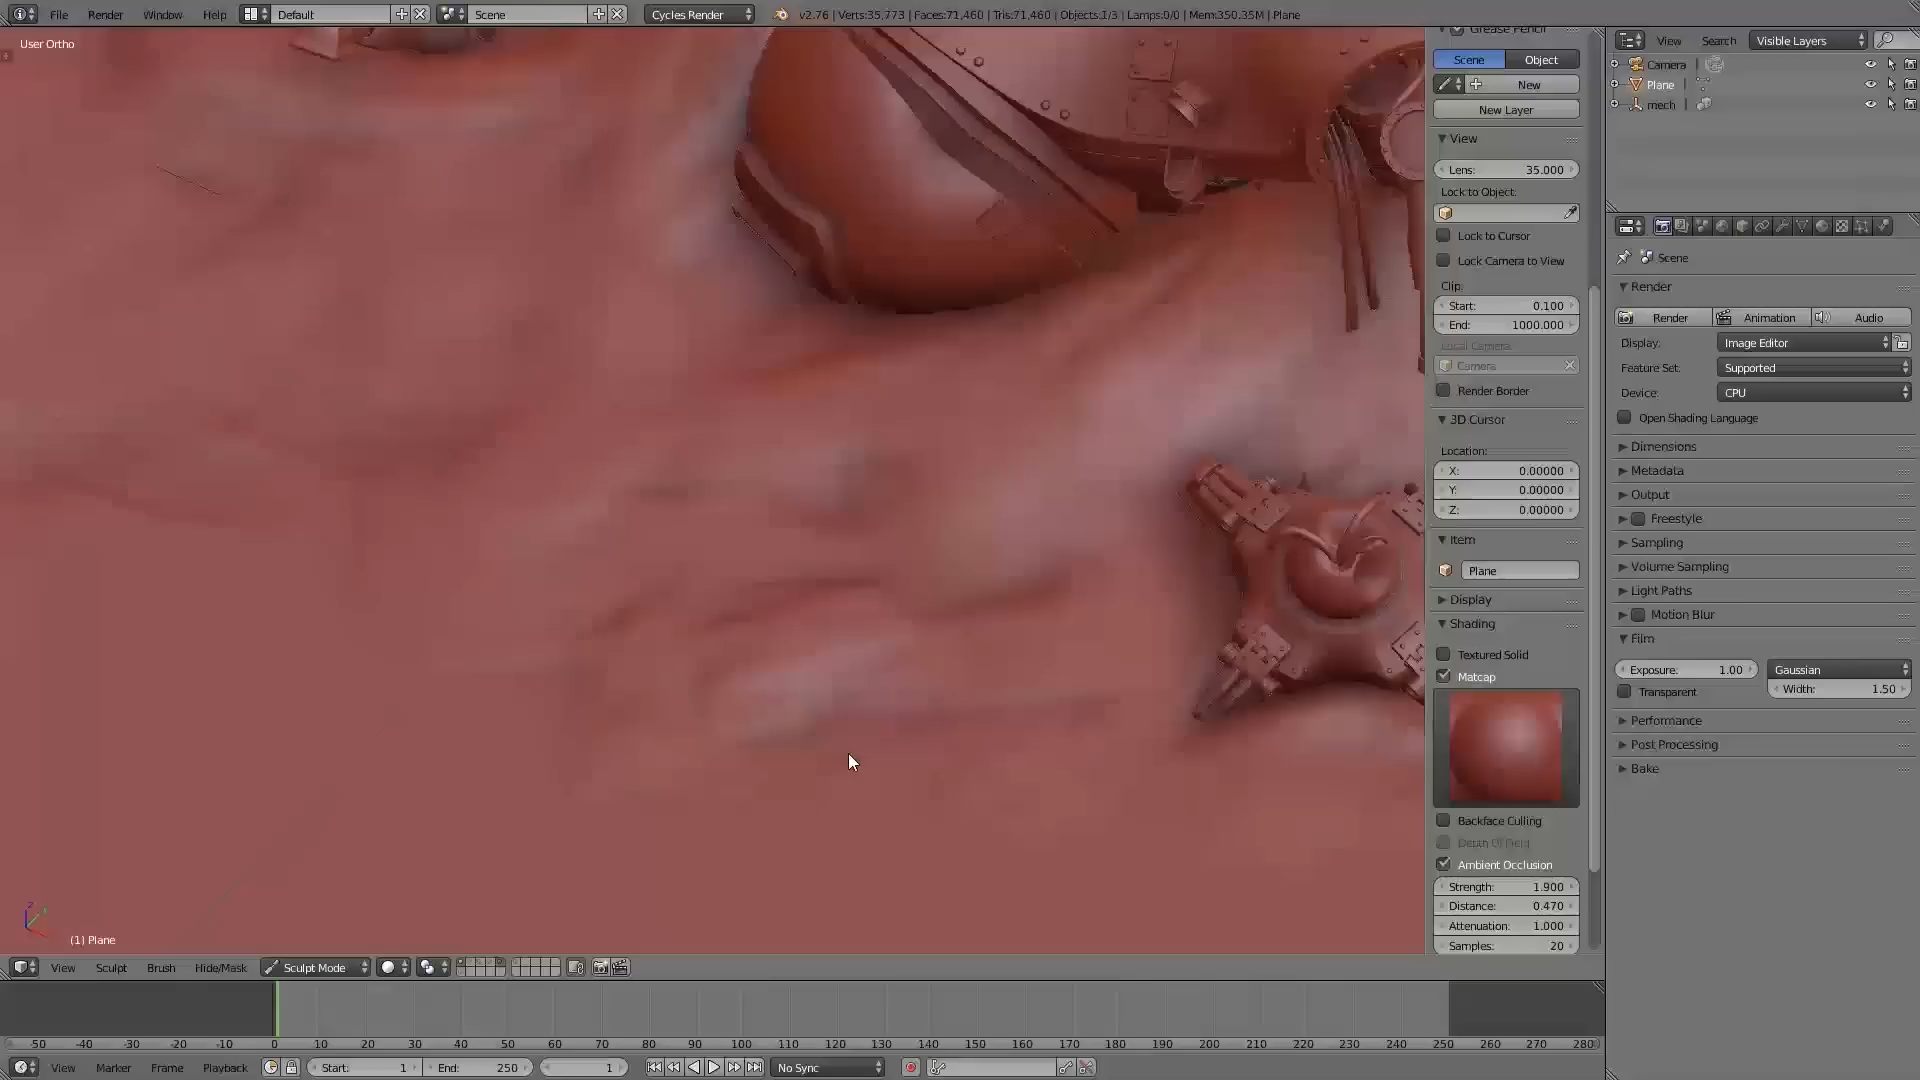 File Render Window Help Default Scene Cycles Render v2.76 | Verts:35,773 | Faces:71,460 | Tris:71,460 | Objects:1/3 | Lamps:0/0 | Mem:350.35M | Plane
User Ortho
Grease Pencil
Scene Object
New
New Layer
View
Lens: 35.000
Lock to Object:
Lock to Cursor
Lock Camera to View
Clip:
Start: 0.100
End: 1000.000
Local Camera:
Camera
Render Border
3D Cursor
Location:
X: 0.00000
Y: 0.00000
Z: 0.00000
Item
Plane
Display
Shading
Textured Solid
Matcap
Backface Culling
Depth Of Field
Ambient Occlusion
Strength: 1.900
Distance: 0.470
Attenuation: 1.000
Samples: 20
View Search Visible Layers
Camera
Plane
mech
Scene
Render
Render Animation Audio
Display: Image Editor
Feature Set: Supported
Device: CPU
Open Shading Language
Dimensions
Metadata
Output
Freestyle
Sampling
Volume Sampling
Light Paths
Motion Blur
Film
Exposure: 1.00 Gaussian
Transparent Width: 1.50
Performance
Post Processing
Bake
(1) Plane
View Sculpt Brush Hide/Mask Sculpt Mode
-50 -40 -30 -20 -10 0 10 20 30 40 50 60 70 80 90 100 110 120 130 140 150 160 170 180 190 200 210 220 230 240 250 260 270 280
View Marker Frame Playback Start: 1 End: 250 1 No Sync